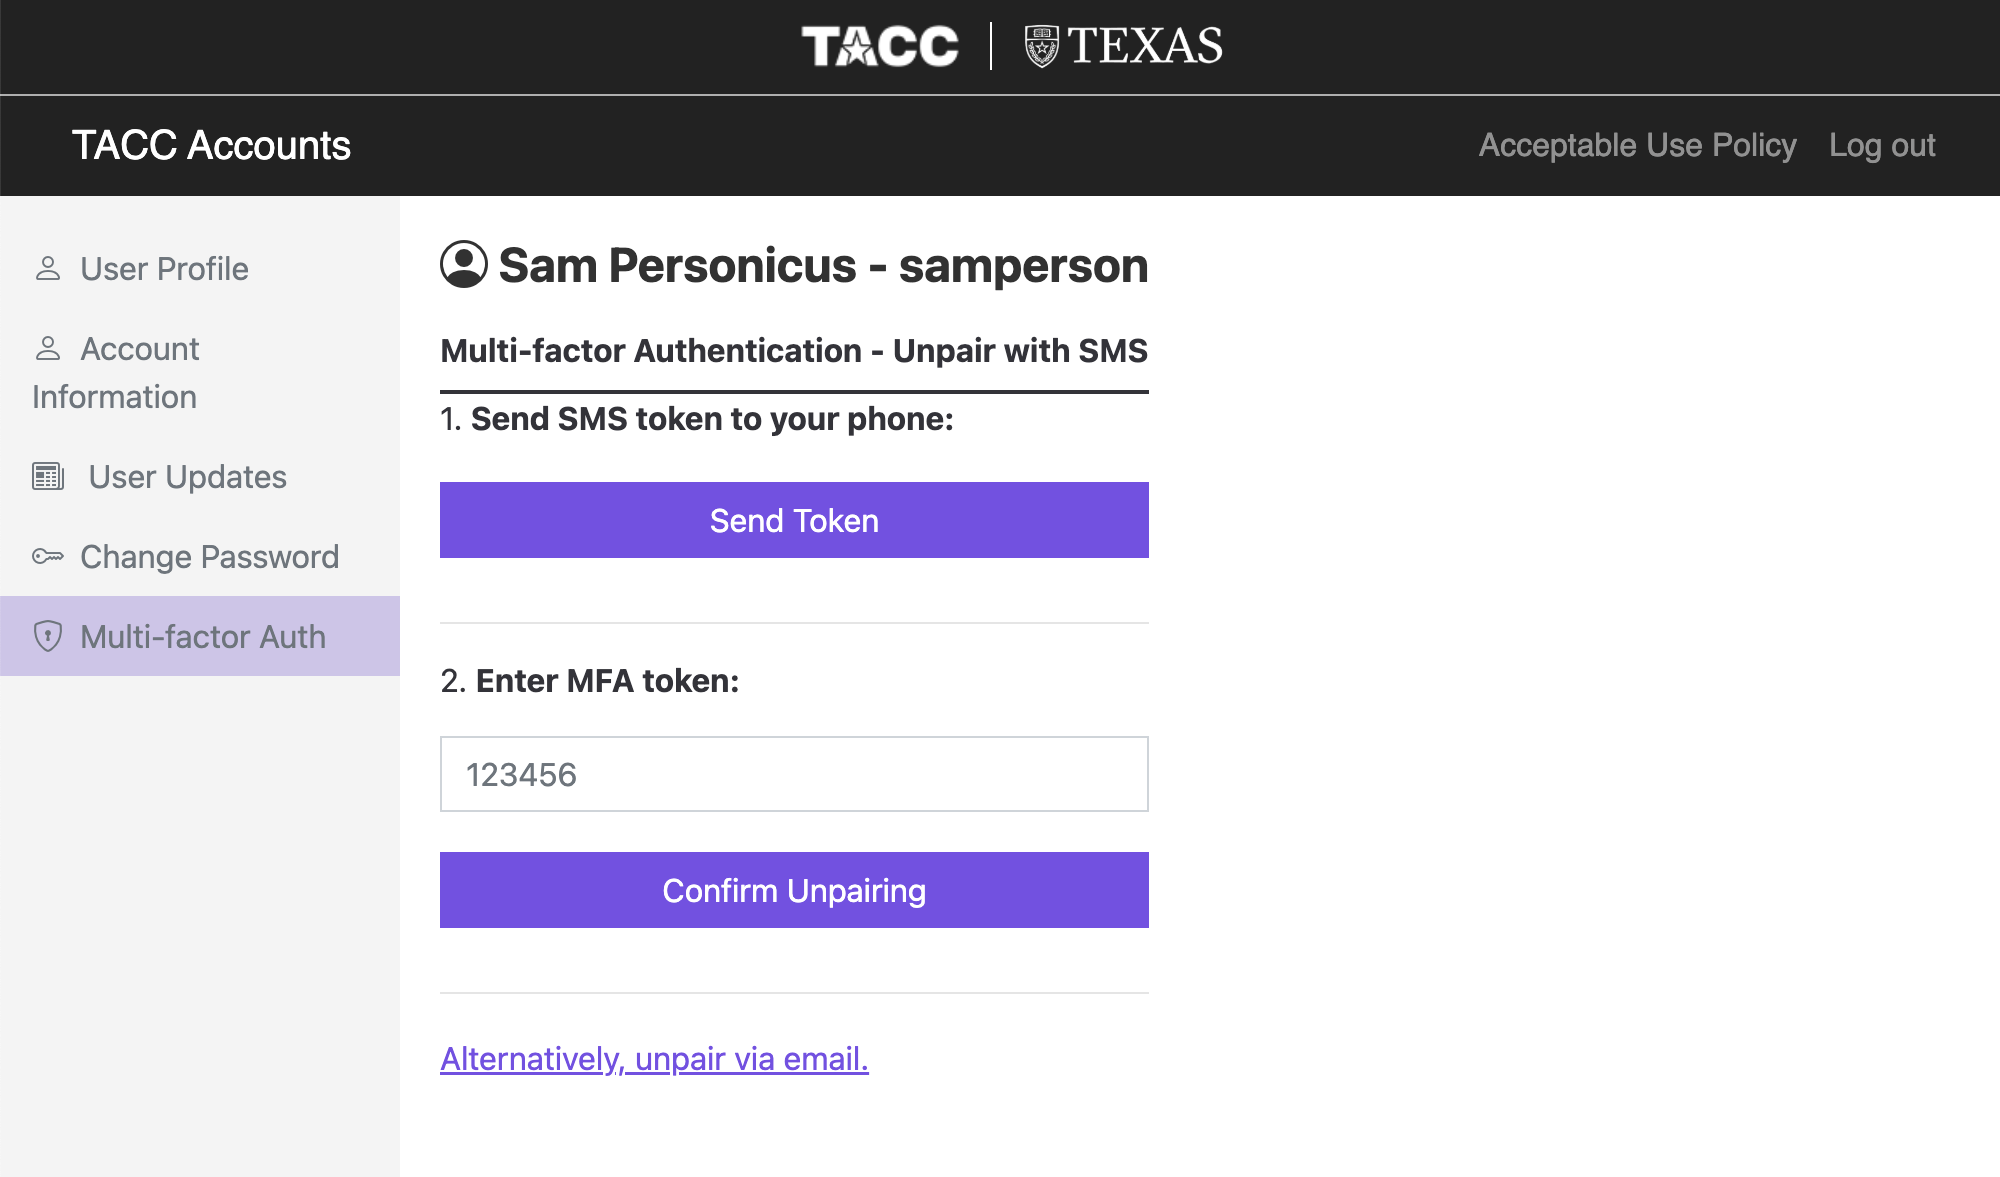 TACC
TEXAS
TACC Accounts
Acceptable Use Policy
Log out
User Profile
Account
Information
User Updates
Change Password
Multi-factor Auth
Sam Personicus - samperson
Multi-factor Authentication - Unpair with SMS
1. Send SMS token to your phone:
Send Token
2. Enter MFA token:
123456
Confirm Unpairing
Alternatively, unpair via email.